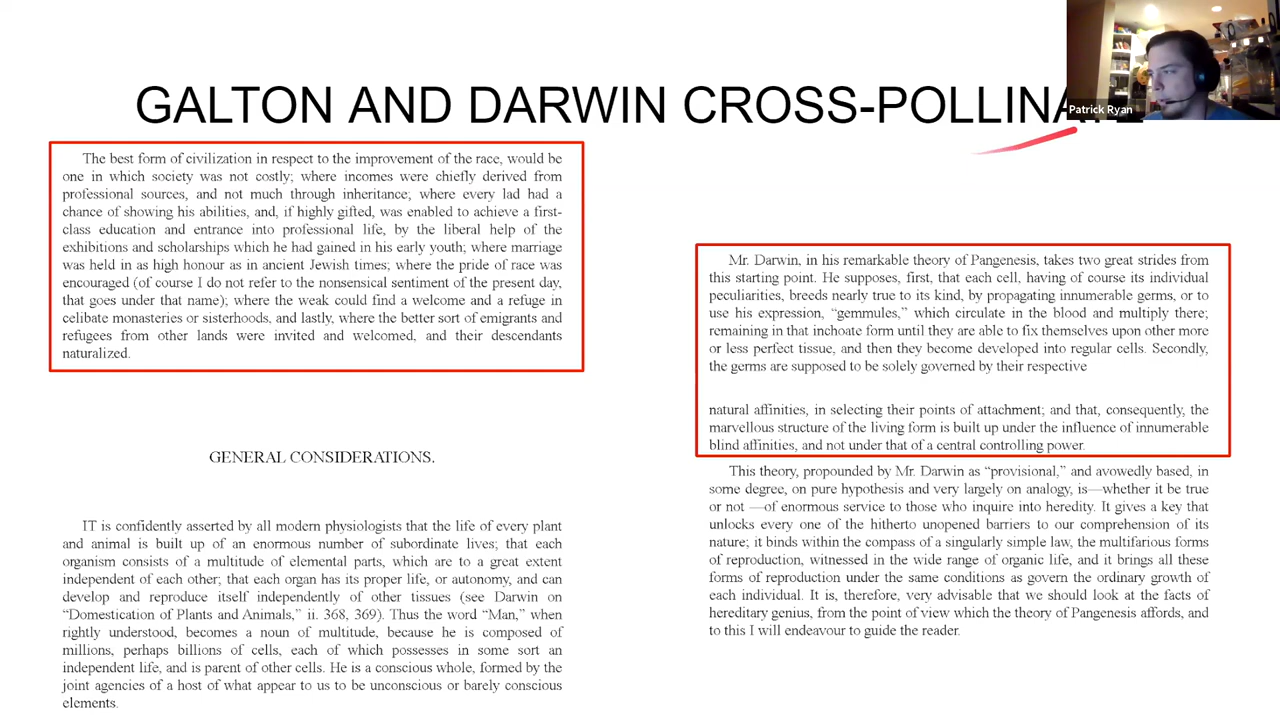 GALTON AND DARWIN CROSS-POLLINATE
Patrick Ryan
The best form of civilization in respect to the improvement of the race, would be
one in which society was not costly; where incomes were chiefly derived from
professional sources, and not much through inheritance; where every lad had a
chance of showing his abilities, and, if highly gifted, was enabled to achieve a first-
class education and entrance into professional life, by the liberal help of the
exhibitions and scholarships which he had gained in his early youth; where marriage
was held in as high honour as in ancient Jewish times; where the pride of race was
encouraged (of course I do not refer to the nonsensical sentiment of the present day,
that goes under that name); where the weak could find a welcome and a refuge in
celibate monasteries or sisterhoods, and lastly, where the better sort of emigrants and
refugees from other lands were invited and welcomed, and their descendants
naturalized.
GENERAL CONSIDERATIONS.
IT is confidently asserted by all modern physiologists that the life of every plant
and animal is built up of an enormous number of subordinate lives; that each
organism consists of a multitude of elemental parts, which are to a great extent
independent of each other; that each organ has its proper life, or autonomy, and can
develop and reproduce itself independently of other tissues (see Darwin on
“Domestication of Plants and Animals,” ii. 368, 369). Thus the word “Man,” when
rightly understood, becomes a noun of multitude, because he is composed of
millions, perhaps billions of cells, each of which possesses in some sort an
independent life, and is parent of other cells. He is a conscious whole, formed by the
joint agencies of a host of what appear to us to be unconscious or barely conscious
elements.
Mr. Darwin, in his remarkable theory of Pangenesis, takes two great strides from
this starting point. He supposes, first, that each cell, having of course its individual
peculiarities, breeds nearly true to its kind, by propagating innumerable germs, or to
use his expression, “gemmules,” which circulate in the blood and multiply there;
remaining in that inchoate form until they are able to fix themselves upon other more
or less perfect tissue, and then they become developed into regular cells. Secondly,
the germs are supposed to be solely governed by their respective
natural affinities, in selecting their points of attachment; and that, consequently, the
marvellous structure of the living form is built up under the influence of innumerable
blind affinities, and not under that of a central controlling power.
This theory, propounded by Mr. Darwin as “provisional,” and avowedly based, in
some degree, on pure hypothesis and very largely on analogy, is—whether it be true
or not —of enormous service to those who inquire into heredity. It gives a key that
unlocks every one of the hitherto unopened barriers to our comprehension of its
nature; it binds within the compass of a singularly simple law, the multifarious forms
of reproduction, witnessed in the wide range of organic life, and it brings all these
forms of reproduction under the same conditions as govern the ordinary growth of
each individual. It is, therefore, very advisable that we should look at the facts of
hereditary genius, from the point of view which the theory of Pangenesis affords, and
to this I will endeavour to guide the reader.